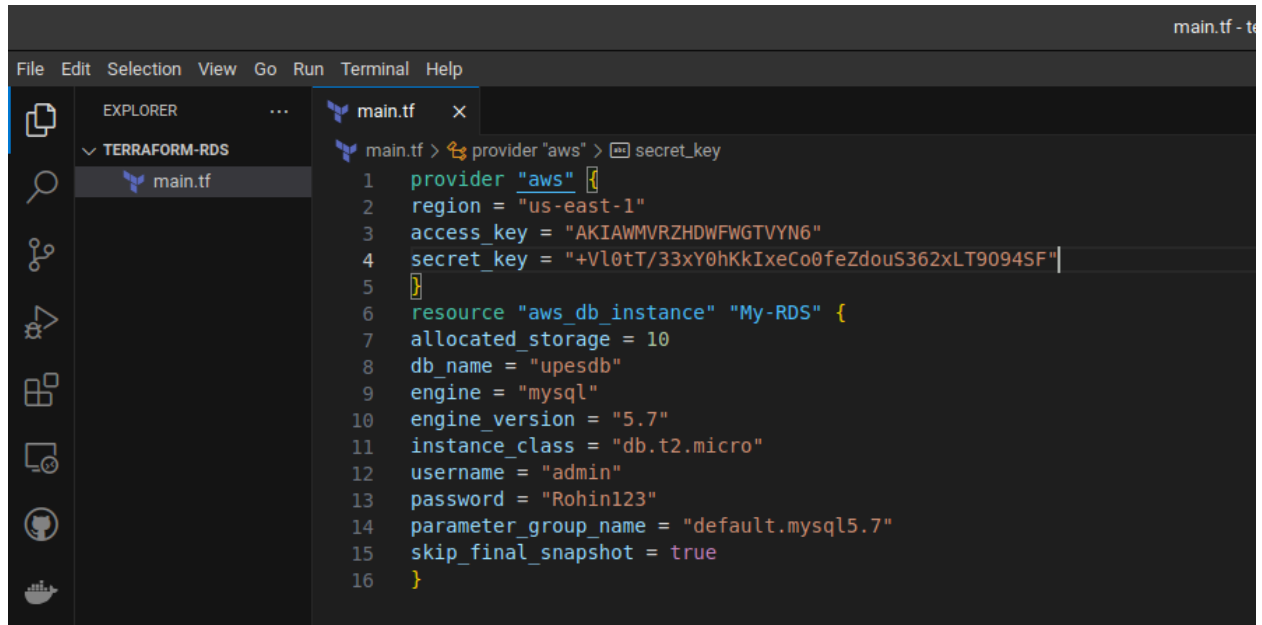 main.tf - te
File Edit Selection View Go Run Terminal Help
EXPLORER ...
TERRAFORM-RDS
main.tf
main.tf
main.tf > provider "aws" > secret_key
1 provider "aws" {
2 region = "us-east-1"
3 access_key = "AKIAWMVRZHDWFWGTVYN6"
4 secret_key = "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"
5 }
6 resource "aws_db_instance" "My-RDS" {
7 allocated_storage = 10
8 db_name = "upesdb"
9 engine = "mysql"
10 engine_version = "5.7"
11 instance_class = "db.t2.micro"
12 username = "admin"
13 password = "Rohin123"
14 parameter_group_name = "default.mysql5.7"
15 skip_final_snapshot = true
16 }